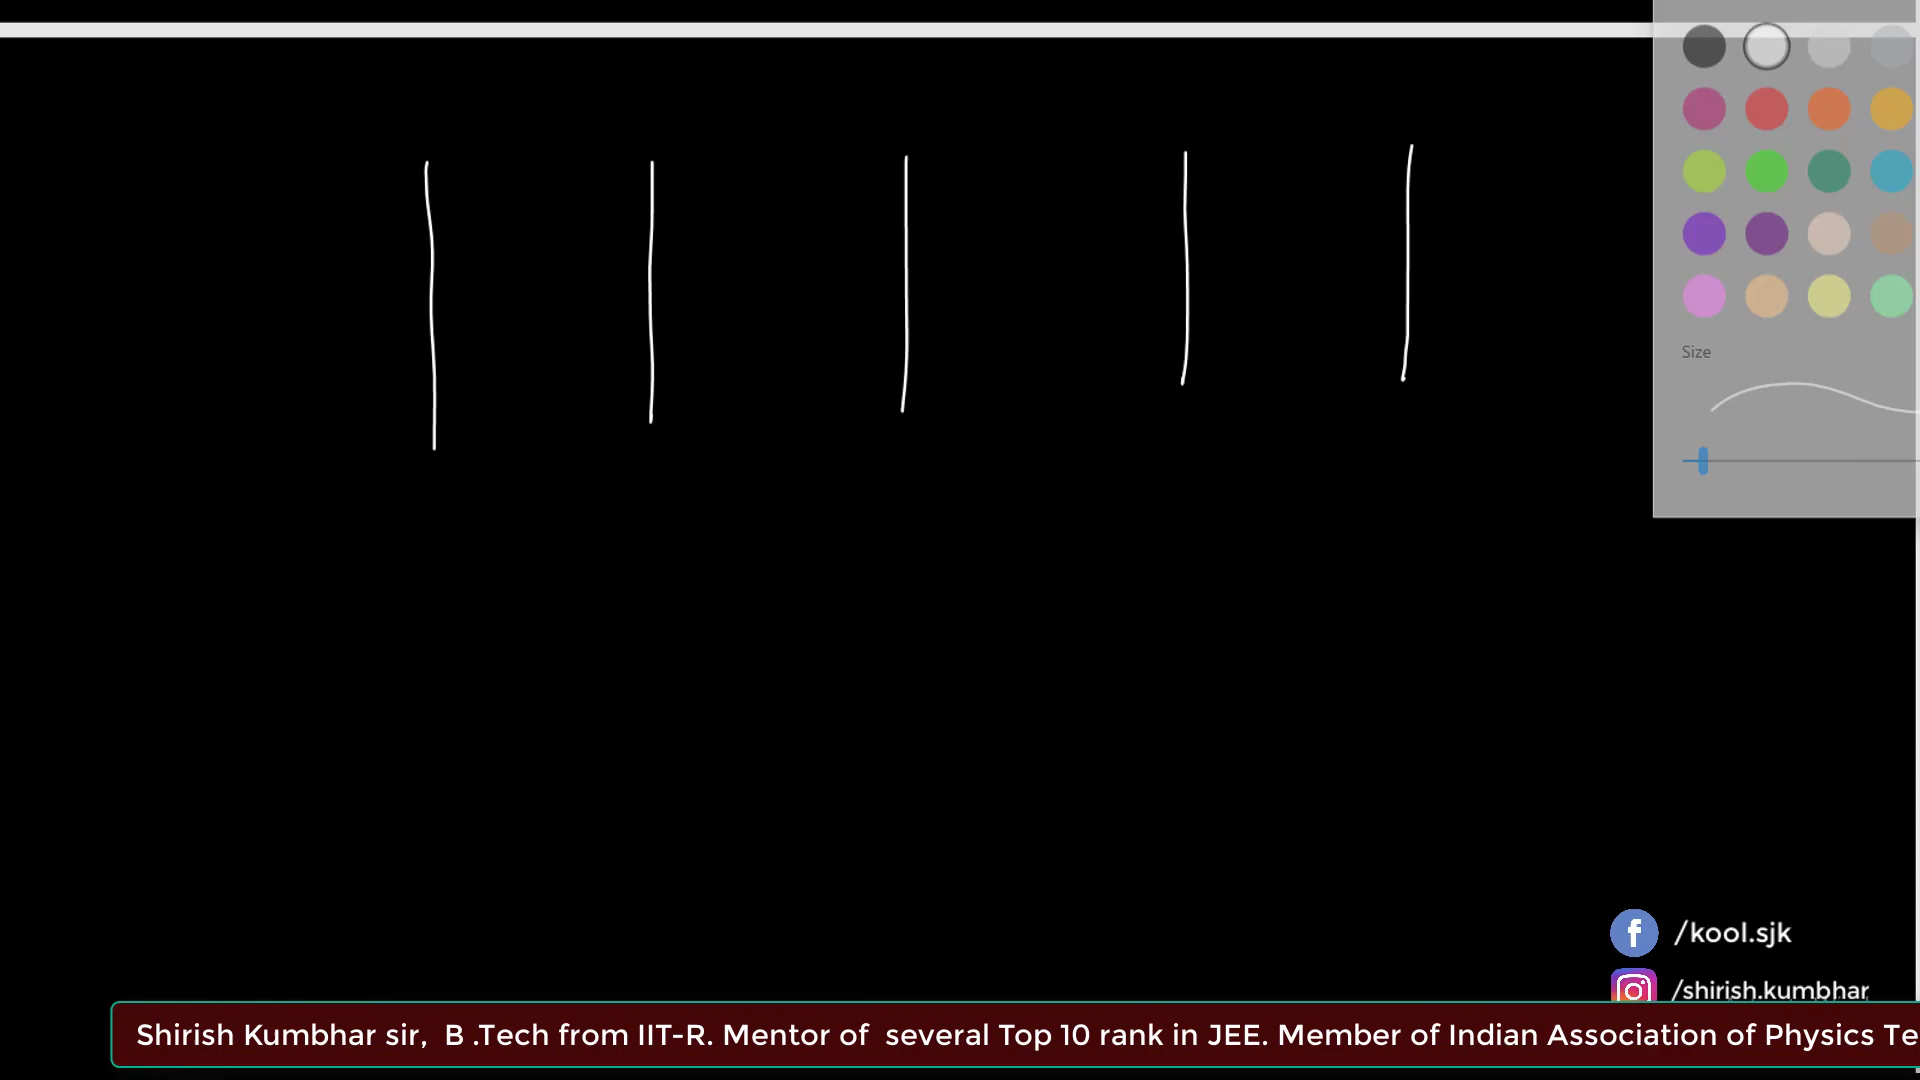 Size
/kool.sjk
/shirish.kumbhar
Shirish Kumbhar sir, B .Tech from IIT-R. Mentor of several Top 10 rank in JEE. Member of Indian Association of Physics Te